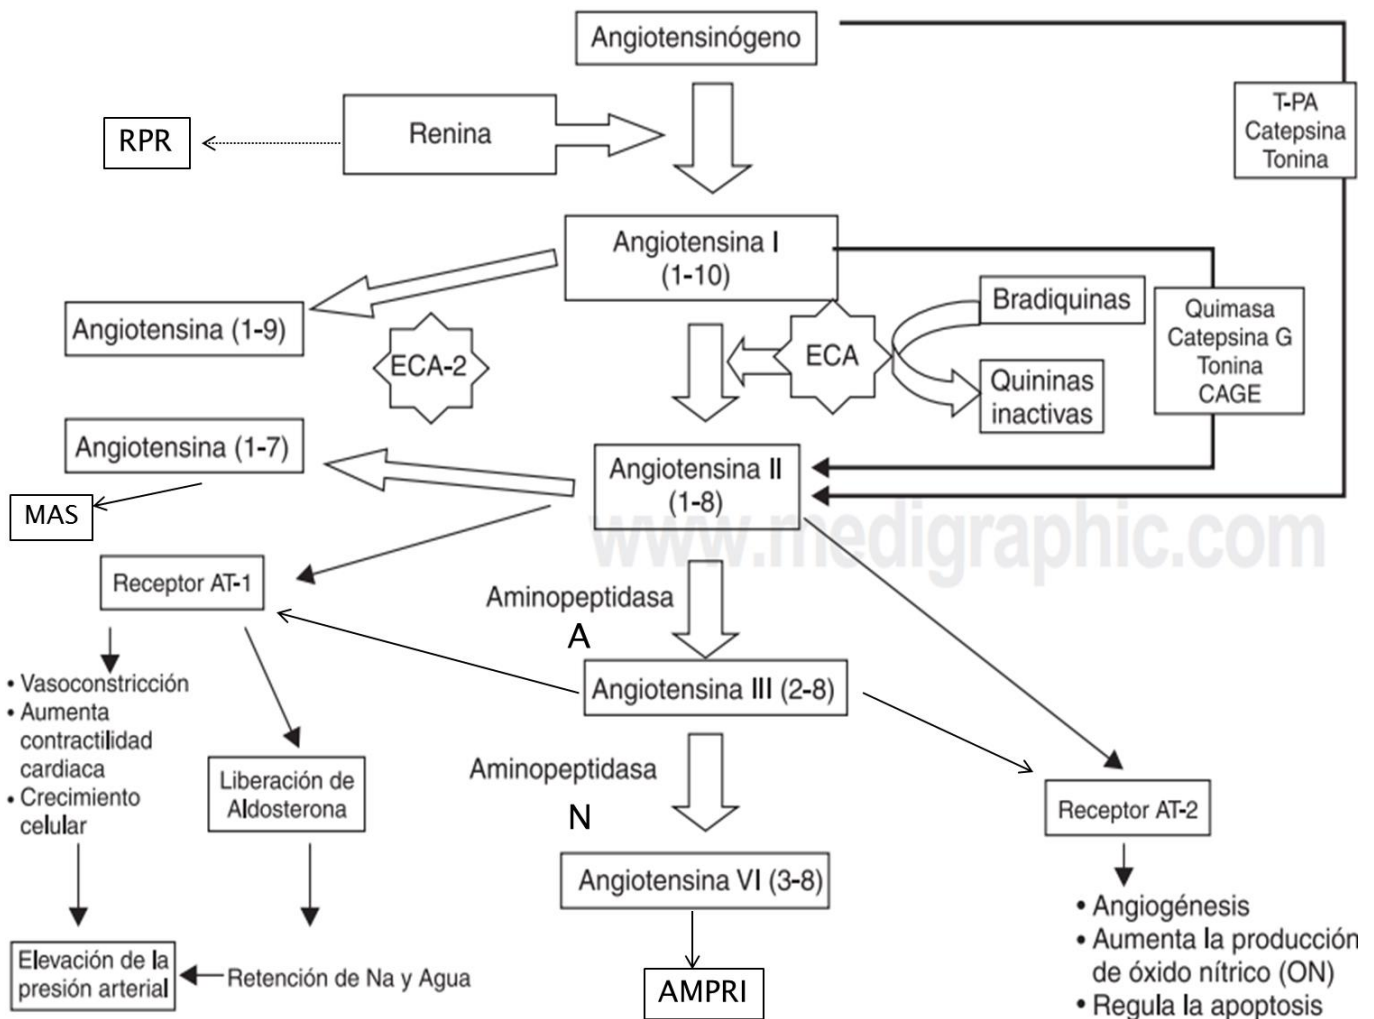 Angiotensinógeno
T-PA
Catepsina
Tonina
Renina
RPR
Angiotensina I
(1-10)
Angiotensina (1-9)
ECA-2
ECA
Bradiquinas
Quininas
inactivas
Quimasa
Catepsina G
Tonina
CAGE
Angiotensina (1-7)
Angiotensina II
(1-8)
MAS
www.medigraphic.com
Receptor AT-1
Aminopeptidasa
A
Angiotensina III (2-8)
• Vasoconstricción
• Aumenta
contractilidad
cardiaca
• Crecimiento
celular
Liberación de
Aldosterona
Aminopeptidasa
N
Receptor AT-2
Angiotensina VI (3-8)
• Angiogénesis
• Aumenta la producción
de óxido nítrico (ON)
• Regula la apoptosis
Elevación de la
presión arterial
Retención de Na y Agua
AMPRI